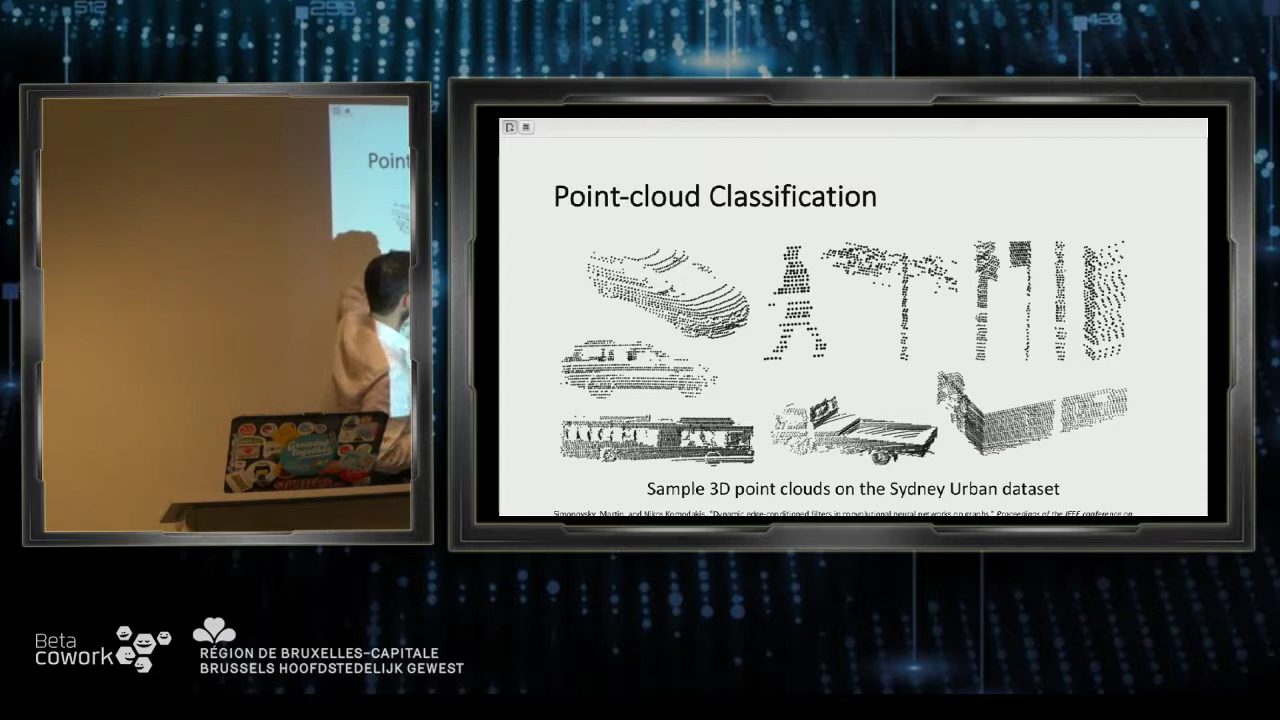 512
298
420
Point
Point-cloud Classification
Sample 3D point clouds on the Sydney Urban dataset
Simonovsky, Martin, and Nikos Komodakis. "Dynamic edge-conditioned filters in convolutional neural networks on graphs." Proceedings of the IEEE conference on
Beta
cowork
RÉGION DE BRUXELLES-CAPITALE
BRUSSELS HOOFDSTEDELIJK GEWEST